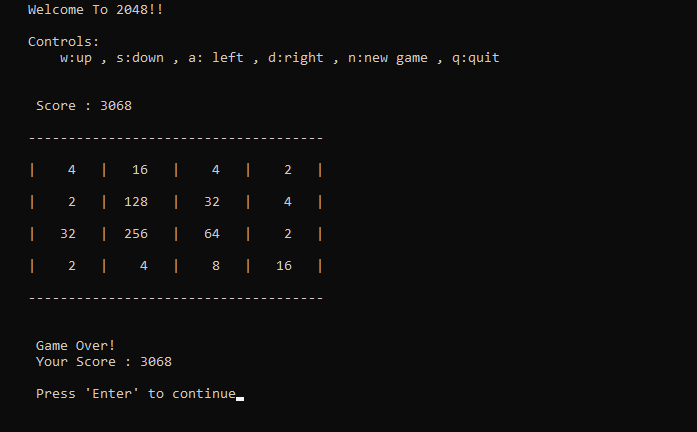 Welcome To 2048!!
Controls:
w:up , s:down , a: left , d:right , n:new game , q:quit
Score : 3068
-------------------------------------
| 4 | 16 | 4 | 2 |
| 2 | 128 | 32 | 4 |
| 32 | 256 | 64 | 2 |
| 2 | 4 | 8 | 16 |
-------------------------------------
Game Over!
Your Score : 3068
Press 'Enter' to continue